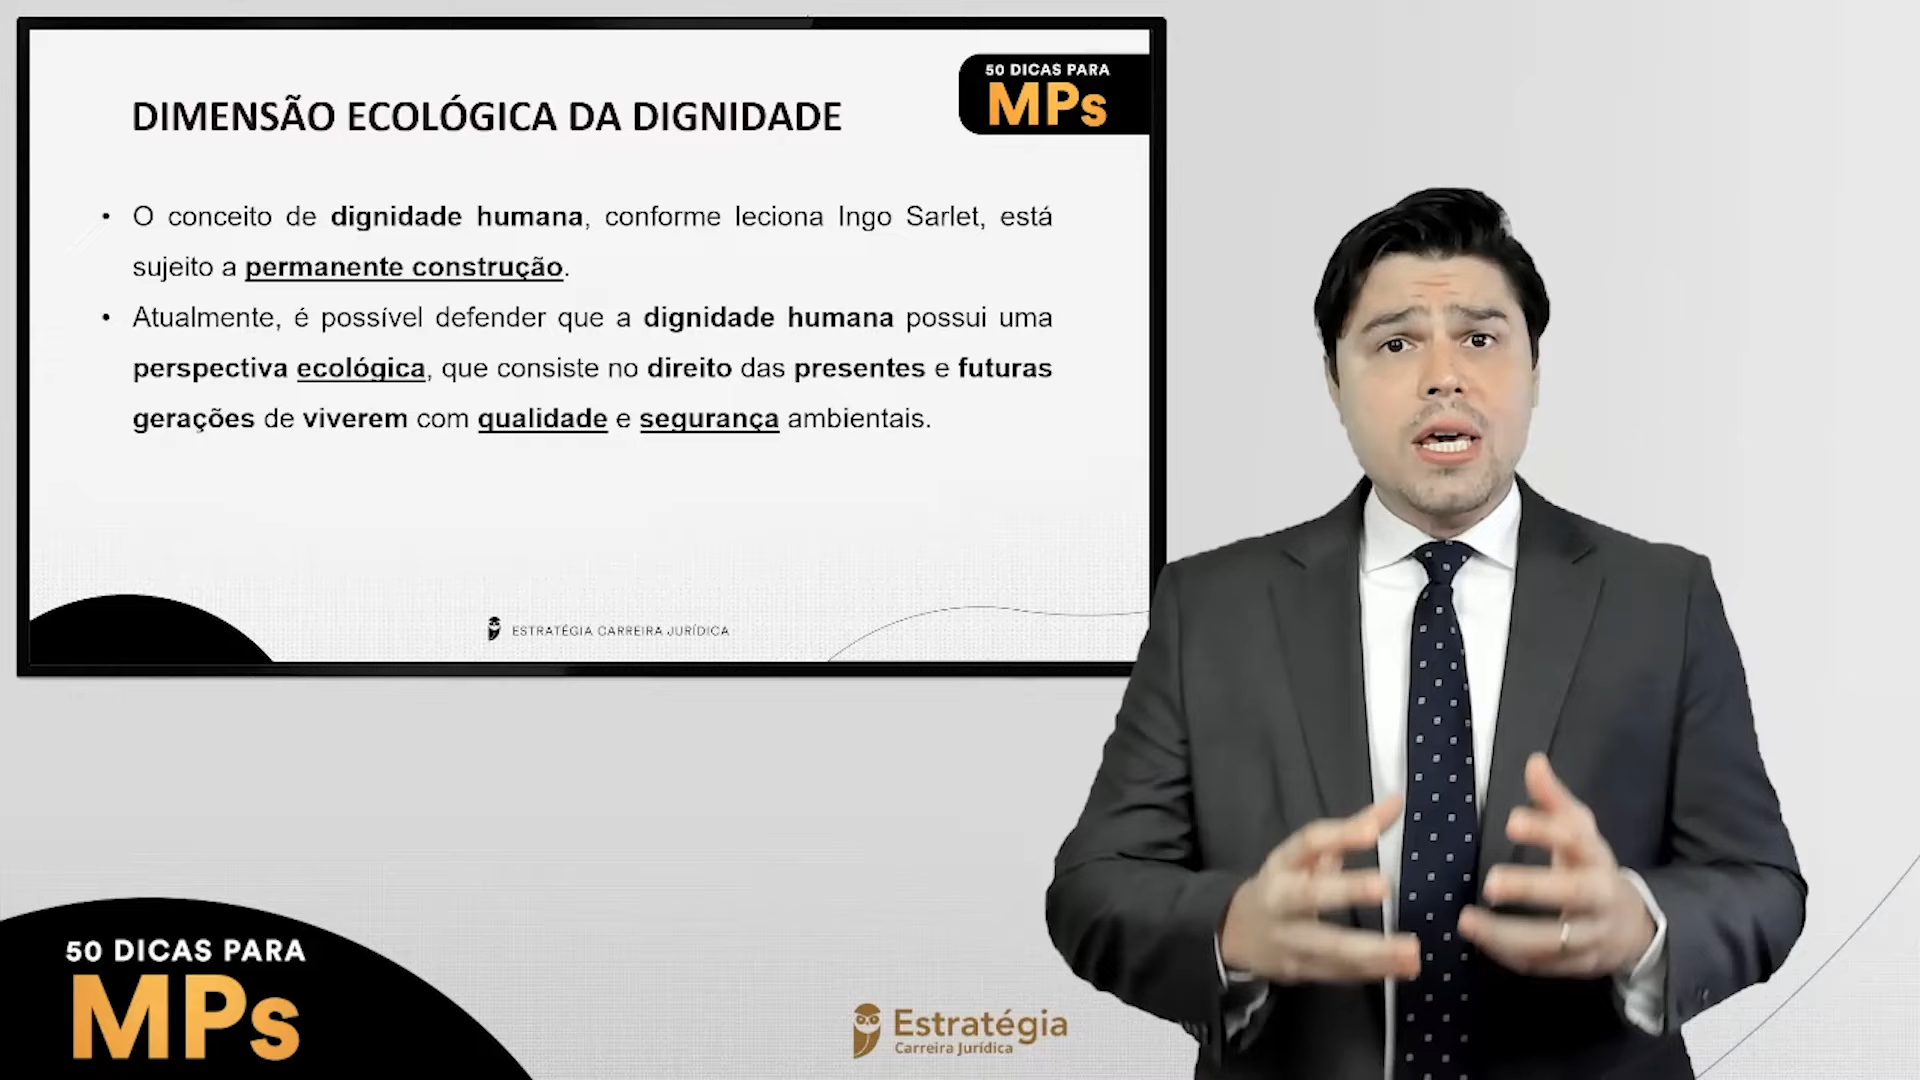 50 DICAS PARA
MPs
DIMENSÃO ECOLÓGICA DA DIGNIDADE
• O conceito de dignidade humana, conforme leciona Ingo Sarlet, está
sujeito a permanente construção.
• Atualmente, é possível defender que a dignidade humana possui uma
perspectiva ecológica, que consiste no direito das presentes e futuras
gerações de viverem com qualidade e segurança ambientais.
ESTRATÉGIA CARREIRA JURÍDICA
50 DICAS PARA
MPs
Estratégia
Carreira Jurídica